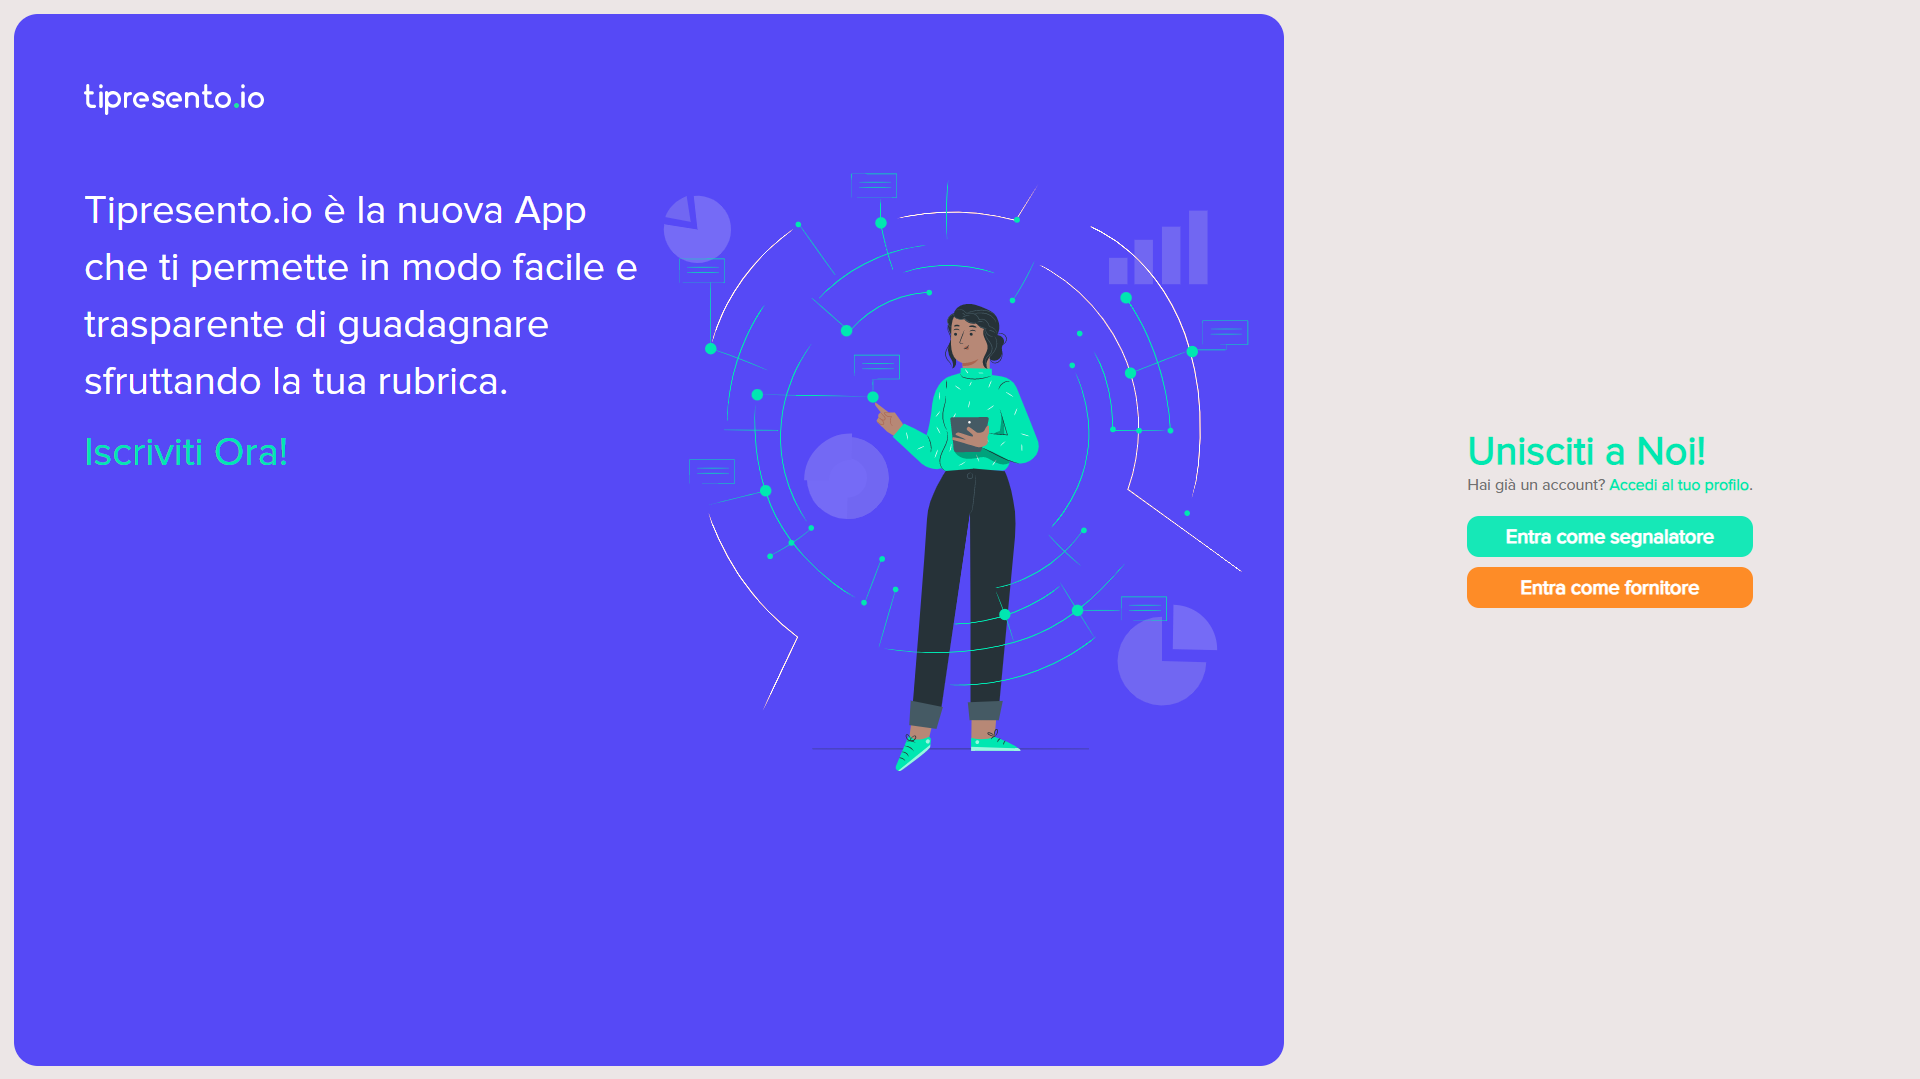 tipresento.io
Tipresento.io è la nuova App
che ti permette in modo facile e
trasparente di guadagnare
sfruttando la tua rubrica.
Iscriviti Ora!
Unisciti a Noi!
Hai già un account? Accedi al tuo profilo.
Entra come segnalatore
Entra come fornitore